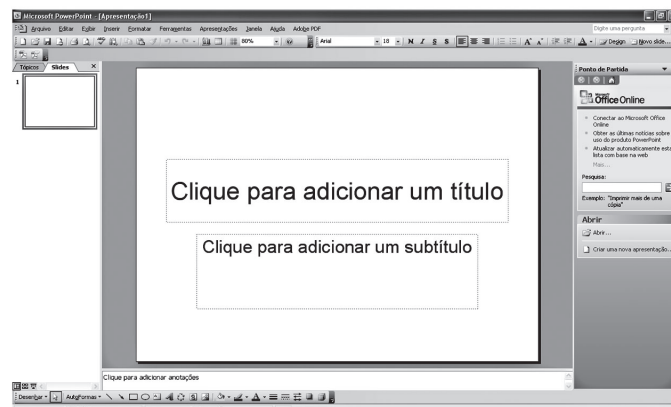 Microsoft PowerPoint - [Apresentação1]
Arquivo Editar Exibir Inserir Formatar Ferramentas Apresentações Janela Ajuda Adobe PDF
Digite uma pergunta
80% Arial 18 N I S S Design Novo slide...
Tópicos Slides
1
Clique para adicionar um título
Clique para adicionar um subtítulo
Clique para adicionar anotações
Ponto de Partida
Microsoft
Office Online
Conectar ao Microsoft Office
Online
Obter as últimas notícias sobre
uso do produto PowerPoint
Atualizar automaticamente esta
lista com base na web
Mais...
Pesquisa:
Exemplo: "Imprimir mais de uma
cópia"
Abrir
Abrir...
Criar uma nova apresentação...
Desenhar AutoFormas